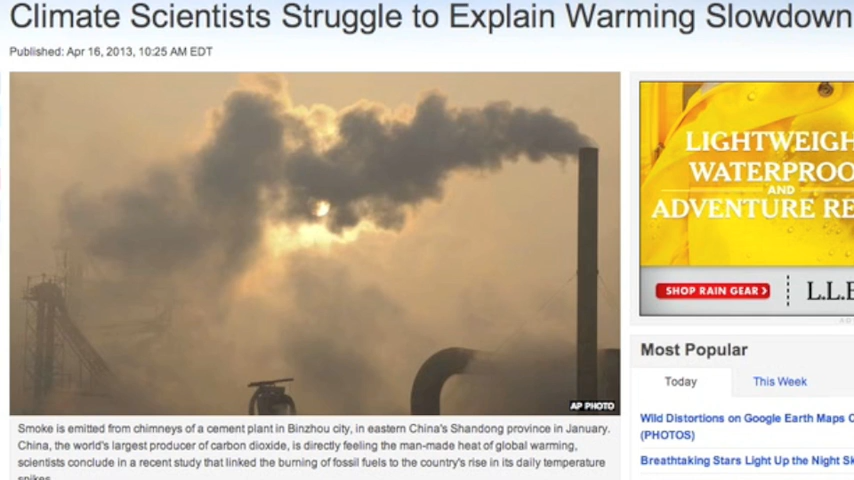 Climate Scientists Struggle to Explain Warming Slowdown
Published: Apr 16, 2013, 10:25 AM EDT
AP PHOTO
Smoke is emitted from chimneys of a cement plant in Binzhou city, in eastern China's Shandong province in January.
China, the world's largest producer of carbon dioxide, is directly feeling the man-made heat of global warming,
scientists conclude in a recent study that linked the burning of fossil fuels to the country's rise in its daily temperature
spikes.
LIGHTWEIGH
WATERPROO
AND
ADVENTURE RE
SHOP RAIN GEAR >
L.L.
Most Popular
Today
This Week
Wild Distortions on Google Earth Maps
(PHOTOS)
Breathtaking Stars Light Up the Night Sk